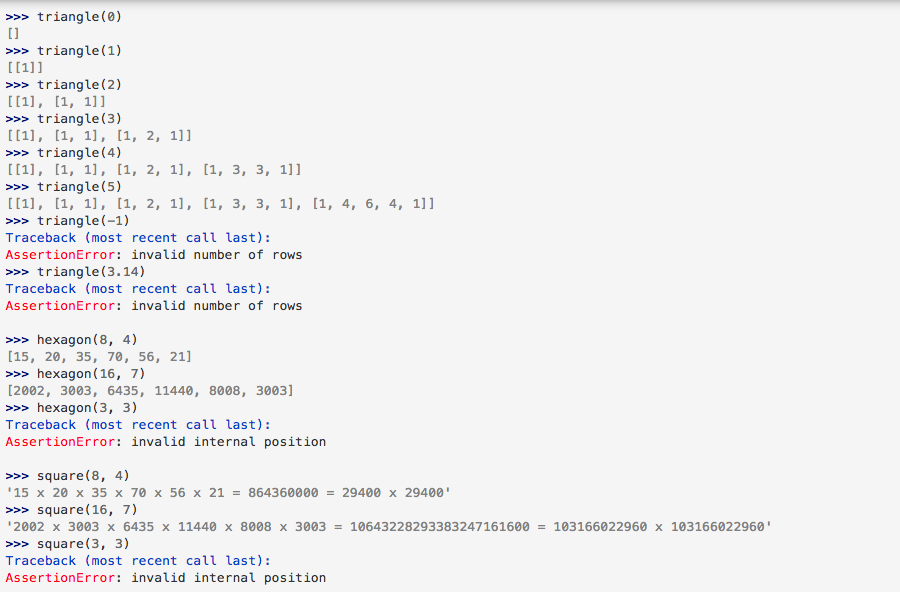 >>> triangle(0)
[]
>>> triangle(1)
[[1]]
>>> triangle(2)
[[1], [1, 1]]
>>> triangle(3)
[[1], [1, 1], [1, 2, 1]]
>>> triangle(4)
[[1], [1, 1], [1, 2, 1], [1, 3, 3, 1]]
>>> triangle(5)
[[1], [1, 1], [1, 2, 1], [1, 3, 3, 1], [1, 4, 6, 4, 1]]
>>> triangle(−1)
Traceback (most recent call last):
AssertionError: invalid number of rows
>>> triangle(3.14)
Traceback (most recent call last):
AssertionError: invalid number of rows
>>> hexagon(8, 4)
[15, 20, 35, 70, 56, 21]
>>> hexagon(16, 7)
[2002, 3003, 6435, 11440, 8008, 3003]
>>> hexagon(3, 3)
Traceback (most recent call last):
AssertionError: invalid internal position
>>> square(8, 4)
'15 x 20 x 35 x 70 x 56 x 21 = 864360000 = 29400 x 29400'
>>> square(16, 7)
'2002 x 3003 x 6435 x 11440 x 8008 x 3003 = 10643228293383247161600 = 103166022960 x 103166022960'
>>> square(3, 3)
Traceback (most recent call last):
AssertionError: invalid internal position